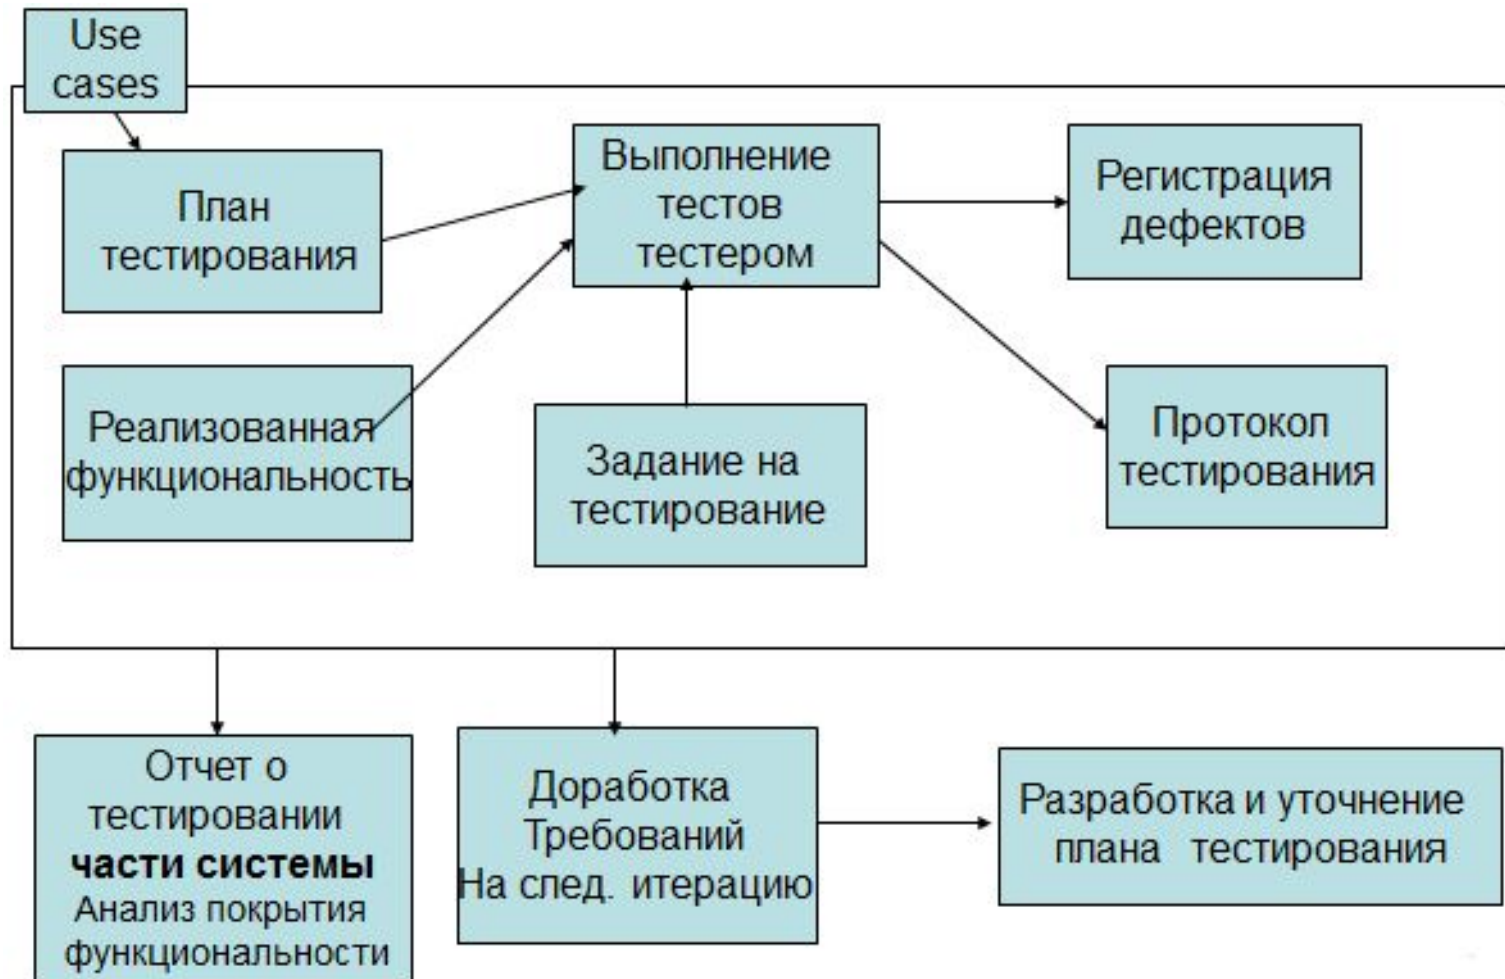 Use
cases
План
тестирования
Выполнение
тестов
тестером
Регистрация
дефектов
Реализованная
функциональность
Задание на
тестирование
Протокол
тестирования
Отчет о
тестировании
части системы
Анализ покрытия
функциональности
Доработка
Требований
На след. итерацию
Разработка и уточнение
плана тестирования